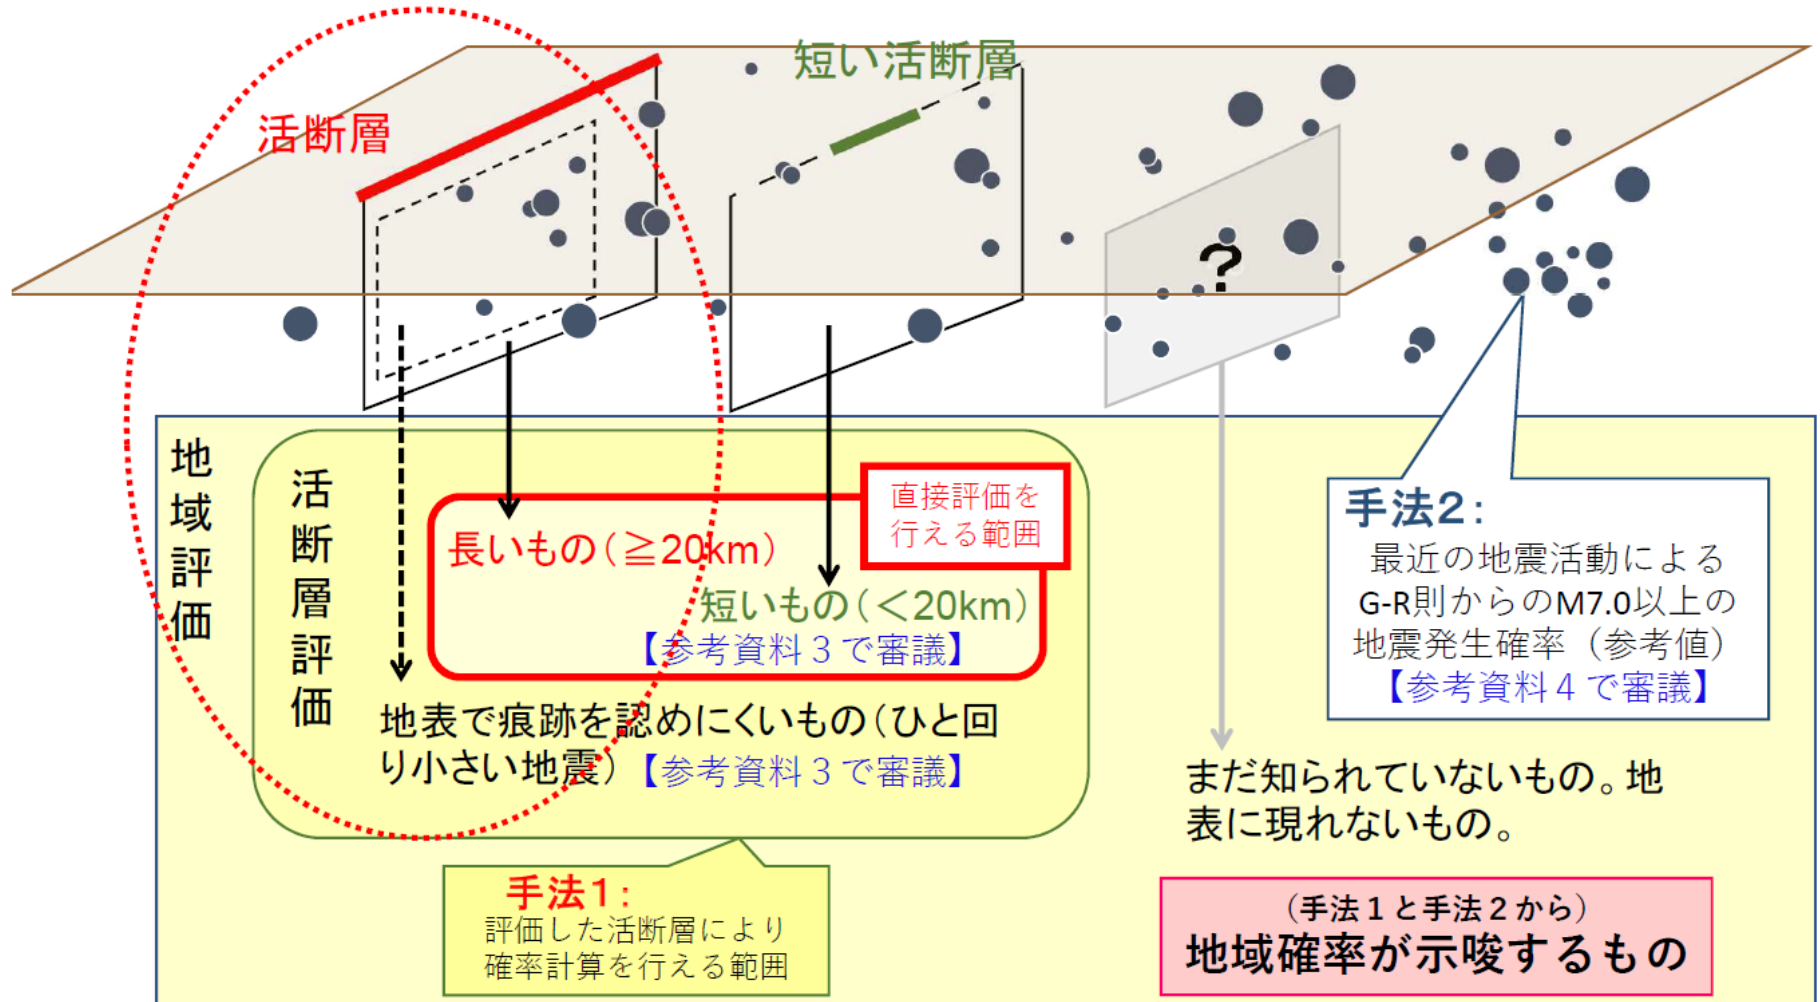 短い活断層
活断層
?
地域評価
活断層評価
直接評価を
行える範囲
長いもの(≧20km)
短いもの(<20km)
【参考資料3で審議】
地表で痕跡を認めにくいもの(ひと回
り小さい地震)【参考資料3で審議】
手法2:
最近の地震活動による
G-R則からのM7.0以上の
地震発生確率(参考値)
【参考資料4で審議】
まだ知られていないもの。地
表に現れないもの。
手法1:
評価した活断層により
確率計算を行える範囲
(手法1と手法2から)
地域確率が示唆するもの